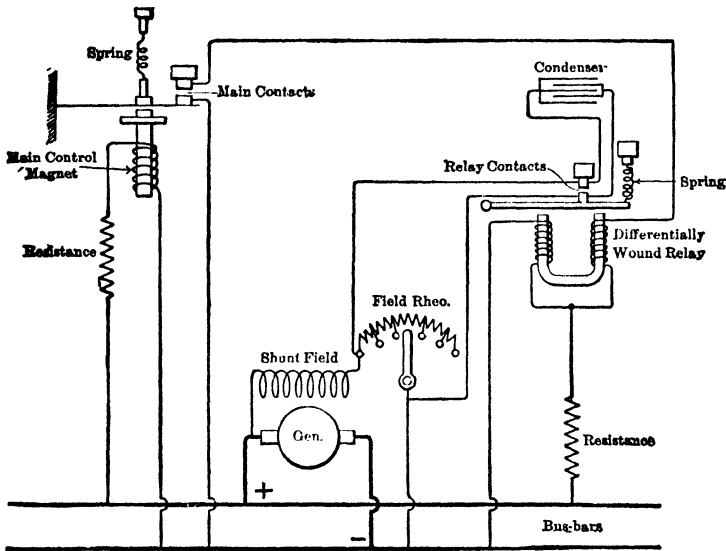 Spring
Main Contacts
Condenser
Main Control
Magnet
Relay Contacts
Spring
Resistance
Differentially
Wound Relay
Field Rheo.
Shunt Field
Gen.
Resistance
+
−
Bus-bars